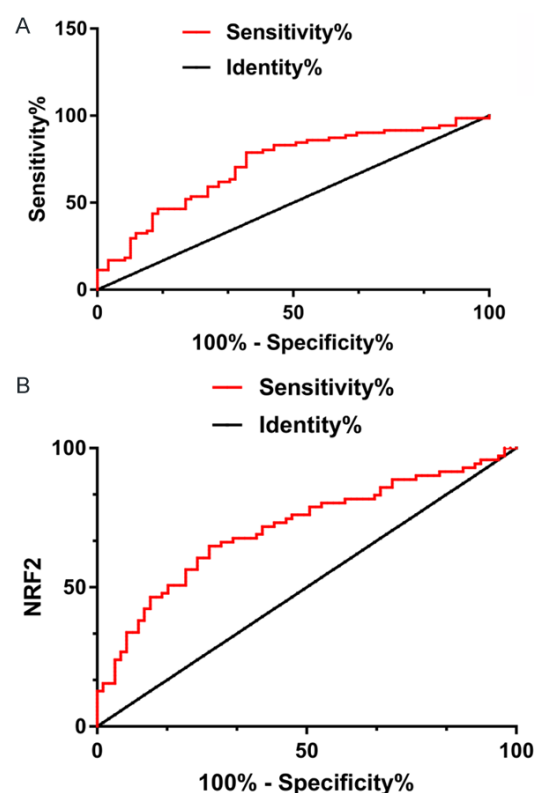 A
Sensitivity%
Identity%
150
100
50
0
Sensitivity%
0 50 100
100% - Specificity%
B
Sensitivity%
Identity%
100
50
0
NRF2
0 50 100
100% - Specificity%